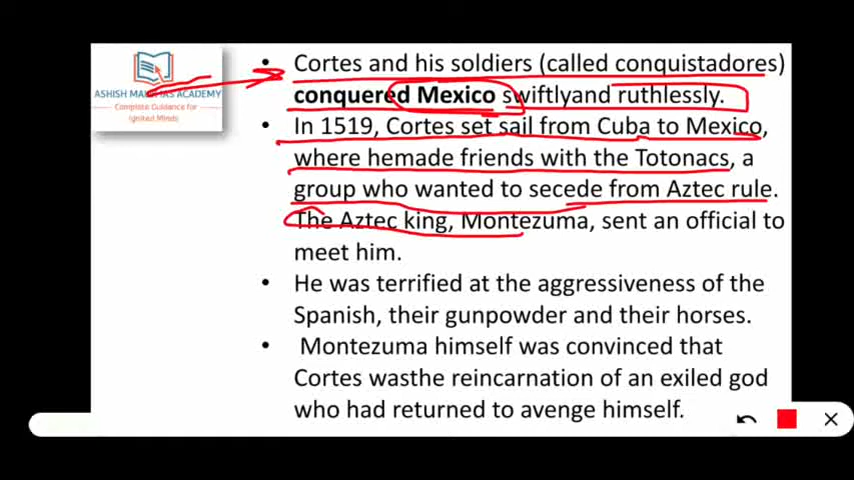 ASHISH MAKKHAS ACADEMY
Complete Guidance for
Ignited Minds
• Cortes and his soldiers (called conquistadores)
conquered Mexico swiftlyand ruthlessly.
• In 1519, Cortes set sail from Cuba to Mexico,
where hemade friends with the Totonacs, a
group who wanted to secede from Aztec rule.
The Aztec king, Montezuma, sent an official to
meet him.
• He was terrified at the aggressiveness of the
Spanish, their gunpowder and their horses.
• Montezuma himself was convinced that
Cortes wasthe reincarnation of an exiled god
who had returned to avenge himself.